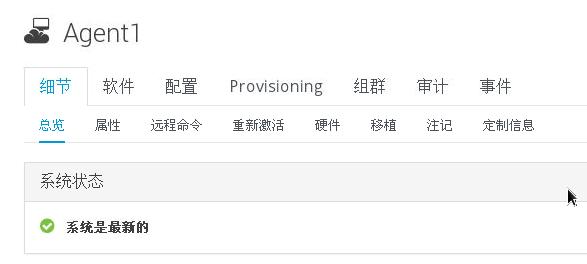 Agent1
细节 软件 配置 Provisioning 组群 审计 事件
总览 属性 远程命令 重新激活 硬件 移植 注记 定制信息
系统状态
系统是最新的